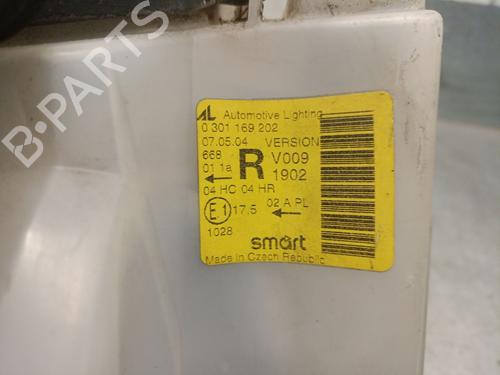 AL Automotive Lighting
0 301 169 202
07.05.04 VERSION
668 R V009
01 1a 1902
04 HC 04 HR
E1 17.5 02 A PL
1028
smart
Made in Czech Republic
B-PARTS